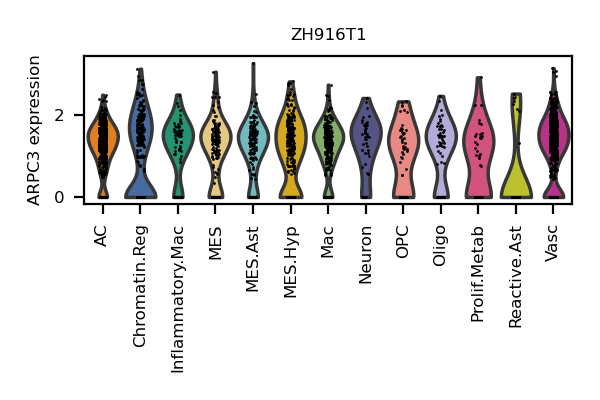 ZH916T1
ARPC3 expression
2
0
AC
Chromatin.Reg
Inflammatory.Mac
MES
MES.Ast
MES.Hyp
Mac
Neuron
OPC
Oligo
Prolif.Metab
Reactive.Ast
Vasc